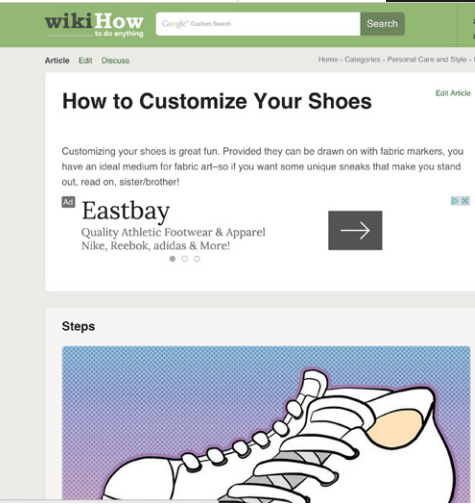 wikiHow
to do anything
Google™ Custom Search
Search
Article Edit Discuss
Home » Categories » Personal Care and Style »
How to Customize Your Shoes
Edit Article
Customizing your shoes is great fun. Provided they can be drawn on with fabric markers, you
have an ideal medium for fabric art–so if you want some unique sneaks that make you stand
out, read on, sister/brother!
Ad
Eastbay
Quality Athletic Footwear & Apparel
Nike, Reebok, adidas & More!
Steps